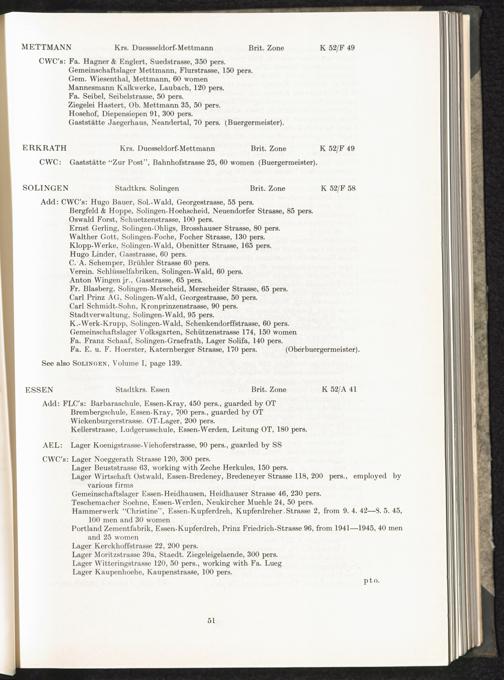 METTMANN Krs. Duessseldorf-Mettmann Brit. Zone K 52/F 49
CWC's: Fa. Hagner & Englert, Suedstrasse, 350 pers.
Gemeinschaftslager Mettmann, Flurstrasse, 150 pers.
Gem. Wiesenthal, Mettmann, 60 women
Mannesmann Kalkwerke, Laubach, 120 pers.
Fa. Seibel, Seibelstrasse, 50 pers.
Ziegelei Hastert, Ob. Mettmann 35, 50 pers.
Hosehof, Diepensiepen 91, 300 pers.
Gaststätte Jaegerhaus, Neandertal, 70 pers. (Buergermeister).
ERKRATH Krs. Duessseldorf-Mettmann Brit. Zone K 52/F 49
CWC: Gaststätte "Zur Post", Bahnhofstrasse 25, 60 women (Buergermeister).
SOLINGEN Stadtkrs. Solingen Brit. Zone K 52/F 58
Add: CWC's: Hugo Bauer, Sol.-Wald, Georgestrasse, 55 pers.
Bergfeld & Hoppe, Solingen-Hoehscheid, Neuendorfer Strasse, 85 pers.
Oswald Forst, Schuetzenstrasse, 100 pers.
Ernst Gerling, Solingen-Ohligs, Brosshauser Strasse, 80 pers.
Walther Gott, Solingen-Foche, Focher Strasse, 130 pers.
Klopp-Werke, Solingen-Wald, Obenitter Strasse, 165 pers.
Hugo Linder, Gasstrasse, 60 pers.
C. A. Schemper, Brühler Strasse 60 pers.
Verein. Schlüsselfabriken, Solingen-Wald, 60 pers.
Anton Wingen jr., Gasstrasse, 65 pers.
Fr. Blasberg, Solingen-Merscheid, Merscheider Strasse, 65 pers.
Carl Prinz AG, Solingen-Wald, Georgestrasse, 50 pers.
Carl Schmidt-Sohn, Kronprinzenstrasse, 90 pers.
Stadtverwaltung, Solingen-Wald, 95 pers.
K.-Werk-Krupp, Solingen-Wald, Schenkendorffstrasse, 60 pers.
Gemeinschaftslager Volksgarten, Schützenstrasse 174, 150 women
Fa. Franz Schaaf, Solingen-Graefrath, Lager Solifa, 140 pers.
Fa. E. u. F. Hoerster, Katernberger Strasse, 170 pers. (Oberbuergermeister).
See also SOLINGEN, Volume I, page 139.
ESSEN Stadtkrs. Essen Brit. Zone K 52/A 41
Add: FLC's: Barbaraschule, Essen-Kray, 450 pers., guarded by OT
Brembergschule, Essen-Kray, 700 pers., guarded by OT
Wickenburgerstrasse. OT-Lager, 200 pers.
Kellerstrasse, Ludgerusschule, Essen-Werden, Leitung OT, 180 pers.
AEL: Lager Koenigstrasse-Viehoferstrasse, 90 pers., guarded by SS
CWC's: Lager Noeggerath Strasse 120, 300 pers.
Lager Beuststrasse 63, working with Zeche Herkules, 150 pers.
Lager Wirtschaft Ostwald, Essen-Bredeney, Bredeneyer Strasse 118, 200 pers., employed by
various firms
Gemeinschaftslager Essen-Heidhausen, Heidhauser Strasse 46, 230 pers.
Teschemacher Soehne, Essen-Werden, Neukircher Muehle 24, 50 pers.
Hammerwerk "Christine", Essen-Kupferdreh, Kupferdreher Strasse 2, from 9. 4. 42—8. 5. 45,
100 men and 30 women
Portland Zementfabrik, Essen-Kupferdreh, Prinz Friedrich-Strasse 96, from 1941—1945, 40 men
and 25 women
Lager Kerckhoffstrasse 22, 200 pers.
Lager Moritzstrasse 39a, Staedt. Ziegeleigelaende, 300 pers.
Lager Witteringstrasse 120, 50 pers., working with Fa. Lueg
Lager Kaupenhoehe, Kaupenstrasse, 100 pers.
pto.
51